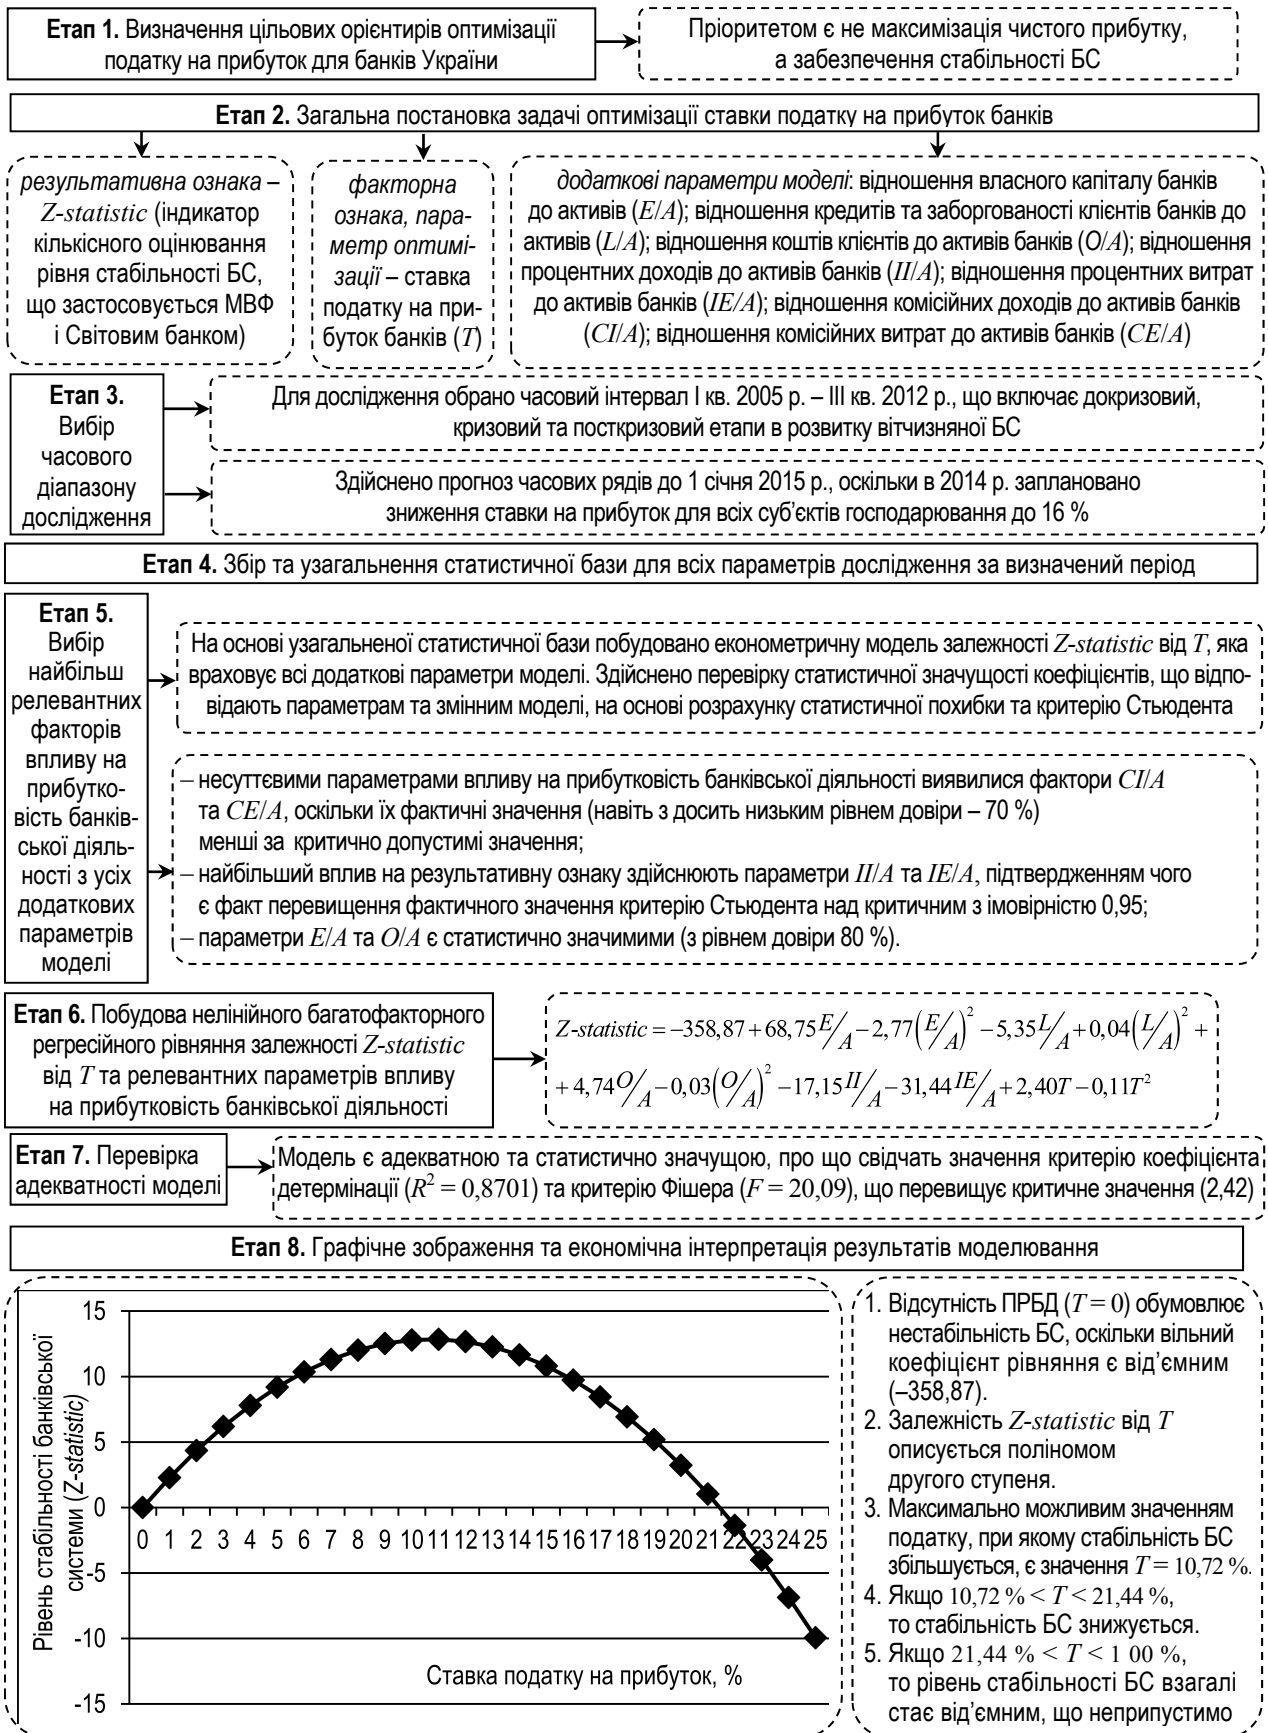 Етап 1. Визначення цільових орієнтирів оптимізації
податку на прибуток для банків України
Пріоритетом є не максимізація чистого прибутку,
а забезпечення стабільності БС
Етап 2. Загальна постановка задачі оптимізації ставки податку на прибуток банків
результативна ознака –
Z-statistic (індикатор
кількісного оцінювання
рівня стабільності БС,
що застосовується МВФ
і Світовим банком)
факторна
ознака, пара-
метр оптимі-
зації – ставка
податку на при-
буток банків (T)
додаткові параметри моделі: відношення власного капіталу банків
до активів (E/A); відношення кредитів та заборгованості клієнтів банків до
активів (L/A); відношення коштів клієнтів до активів банків (O/A); відношення
процентних доходів до активів банків (II/A); відношення процентних витрат
до активів банків (IE/A); відношення комісійних доходів до активів банків
(CI/A); відношення комісійних витрат до активів банків (CE/A)
Етап 3.
Вибір
часового
діапазону
дослідження
Для дослідження обрано часовий інтервал І кв. 2005 р. – ІІІ кв. 2012 р., що включає докризовий,
кризовий та посткризовий етапи в розвитку вітчизняної БС
Здійснено прогноз часових рядів до 1 січня 2015 р., оскільки в 2014 р. заплановано
зниження ставки на прибуток для всіх суб’єктів господарювання до 16 %
Етап 4. Збір та узагальнення статистичної бази для всіх параметрів дослідження за визначений період
Етап 5.
Вибір
найбільш
релевантних
факторів
впливу на
прибутко-
вість банків-
ської діяль-
ності з усіх
додаткових
параметрів
моделі
На основі узагальненої статистичної бази побудовано економетричну модель залежності Z-statistic від T, яка
враховує всі додаткові параметри моделі. Здійснено перевірку статистичної значущості коефіцієнтів, що відпо-
відають параметрам та змінним моделі, на основі розрахунку статистичної похибки та критерію Стьюдента
– несуттєвими параметрами впливу на прибутковість банківської діяльності виявилися фактори CI/A
та CE/A, оскільки їх фактичні значення (навіть з досить низьким рівнем довіри – 70 %)
менші за критично допустимі значення;
– найбільший вплив на результативну ознаку здійснюють параметри II/A та IE/A, підтвердженням чого
є факт перевищення фактичного значення критерію Стьюдента над критичним з імовірністю 0,95;
– параметри E/A та O/A є статистично значимими (з рівнем довіри 80 %).
Етап 6. Побудова нелінійного багатофакторного
регресійного рівняння залежності Z-statistic
від T та релевантних параметрів впливу
на прибутковість банківської діяльності
Z-statistic = –358,87 + 68,75 E/A – 2,77 (E/A)² – 5,35 L/A + 0,04 (L/A)² +
+ 4,74 O/A – 0,03 (O/A)² – 17,15 II/A – 31,44 IE/A + 2,40T – 0,11T²
Етап 7. Перевірка
адекватності моделі
Модель є адекватною та статистично значущою, про що свідчать значення критерію коефіцієнта
детермінації (R² = 0,8701) та критерію Фішера (F = 20,09), що перевищує критичне значення (2,42)
Етап 8. Графічне зображення та економічна інтерпретація результатів моделювання
Рівень стабільності банківської
системи (Z-statistic)
15
10
5
0
-5
-10
-15
0 1 2 3 4 5 6 7 8 9 10 11 12 13 14 15 16 17 18 19 20 21 22 23 24 25
Ставка податку на прибуток, %
1. Відсутність ПРБД (T = 0) обумовлює
нестабільність БС, оскільки вільний
коефіцієнт рівняння є від’ємним
(–358,87).
2. Залежність Z-statistic від T
описується поліномом
другого ступеня.
3. Максимально можливим значенням
податку, при якому стабільність БС
збільшується, є значення T = 10,72 %.
4. Якщо 10,72 % < T < 21,44 %,
то стабільність БС знижується.
5. Якщо 21,44 % < T < 1 00 %,
то рівень стабільності БС взагалі
стає від’ємним, що неприпустимо